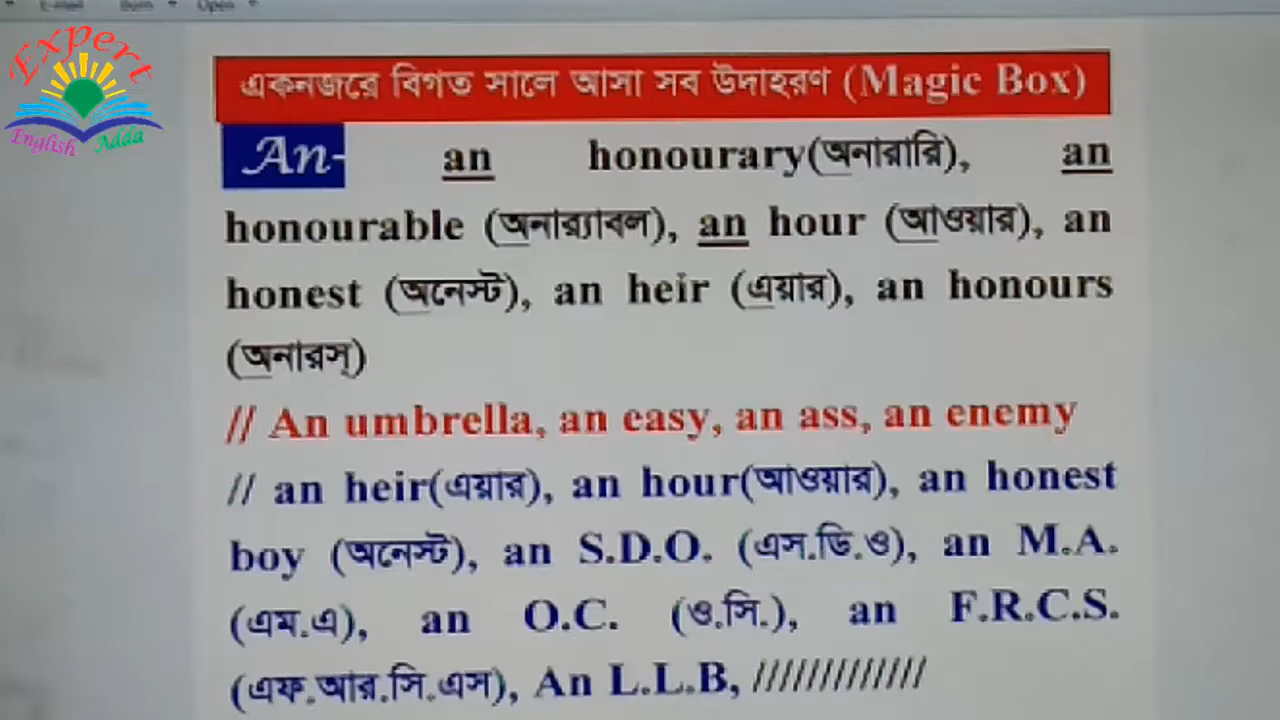 E-mail Burn Open
Expert
English Adda
একনজরে বিগত সালে আসা সব উদাহরণ (Magic Box)
An- an honourary(অনারারি), an
honourable (অনার‍্যাবল), an hour (আওয়ার), an
honest (অনেস্ট), an heir (এয়ার), an honours
(অনারস্)
// An umbrella, an easy, an ass, an enemy
// an heir(এয়ার), an hour(আওয়ার), an honest
boy (অনেস্ট), an S.D.O. (এস.ডি.ও), an M.A.
(এম.এ), an O.C. (ও.সি.), an F.R.C.S.
(এফ.আর.সি.এস), An L.L.B, /////////////